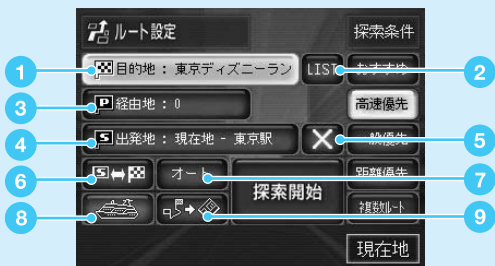 ルート設定
探索条件
1
目的地 : 東京ディズニーラン
LIST
2
おすすめ
3
P 経由地 : 0
高速優先
4
S 出発地 : 現在地 - 東京駅
5
一般優先
6
S
オート
7
距離優先
探索開始
8
9
複数ルート
現在地